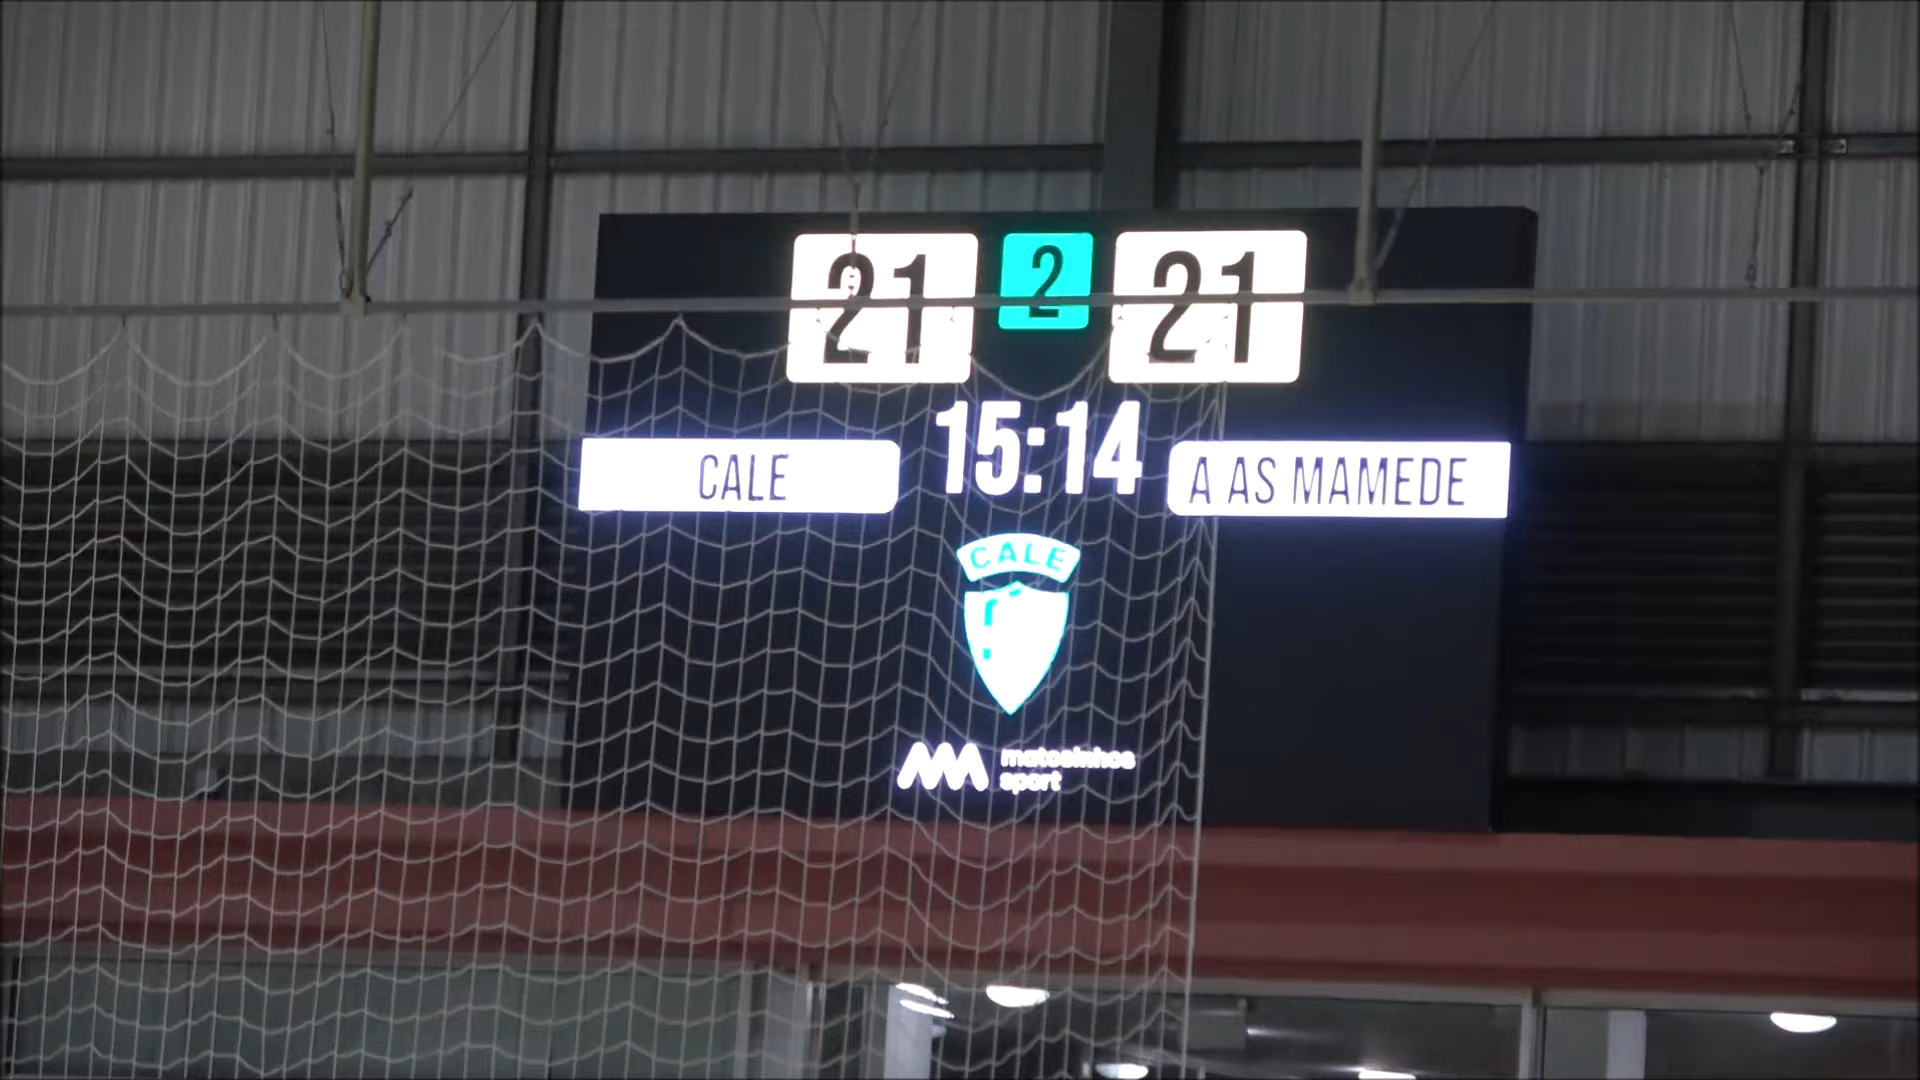 21 2 21
15:14
CALE A AS MAMEDE
CALE
matosinhos
sport